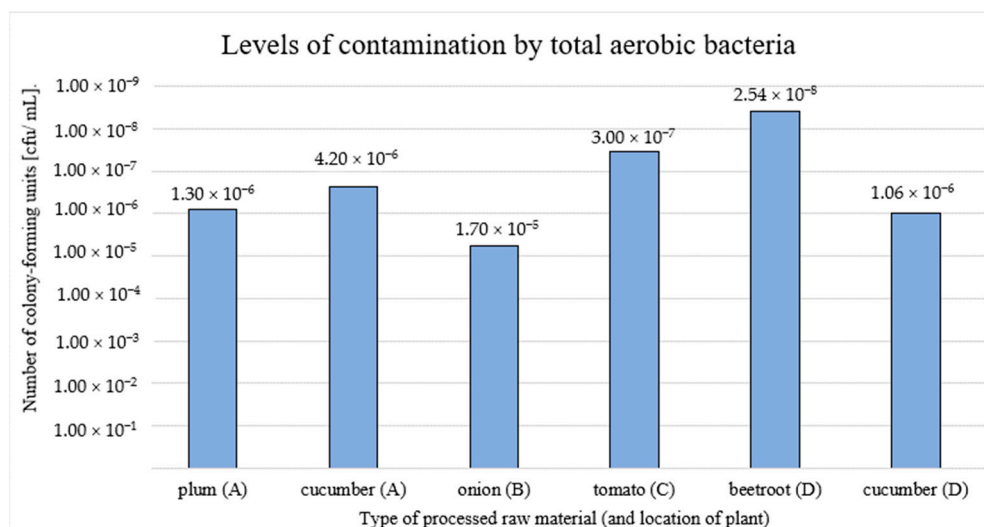 Levels of contamination by total aerobic bacteria
Number of colony-forming units [cfu/ mL].
1.00 × 10⁻⁹
1.00 × 10⁻⁸
1.00 × 10⁻⁷
1.00 × 10⁻⁶
1.00 × 10⁻⁵
1.00 × 10⁻⁴
1.00 × 10⁻³
1.00 × 10⁻²
1.00 × 10⁻¹
1.30 × 10⁻⁶
4.20 × 10⁻⁶
1.70 × 10⁻⁵
3.00 × 10⁻⁷
2.54 × 10⁻⁸
1.06 × 10⁻⁶
plum (A)
cucumber (A)
onion (B)
tomato (C)
beetroot (D)
cucumber (D)
Type of processed raw material (and location of plant)